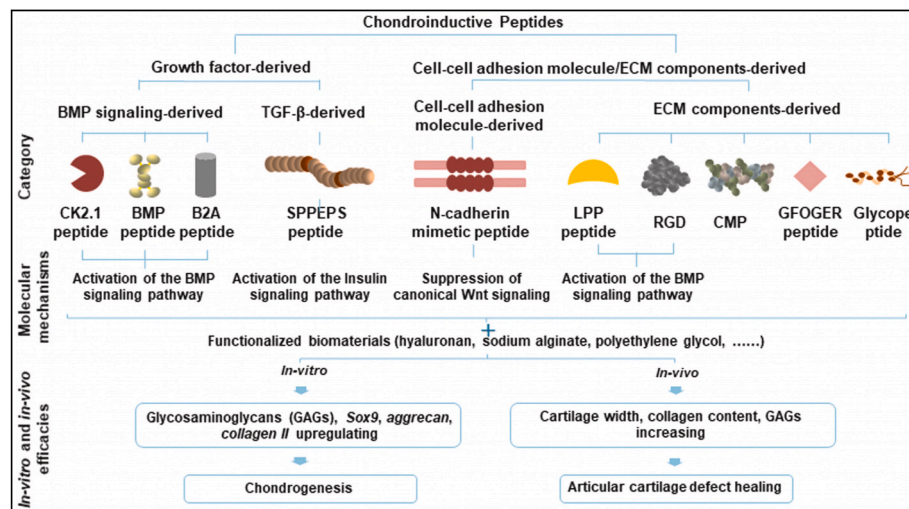 Chondroinductive Peptides
Growth factor-derived
Cell-cell adhesion molecule/ECM components-derived
BMP signaling-derived
TGF-β-derived
Cell-cell adhesion
molecule-derived
ECM components-derived
Category
CK2.1
peptide
BMP
peptide
B2A
peptide
SPPEPS
peptide
N-cadherin
mimetic peptide
LPP
peptide
RGD
CMP
GFOGER
peptide
Glycope
ptide
Molecular
mechanisms
Activation of the BMP
signaling pathway
Activation of the Insulin
signaling pathway
Suppression of
canonical Wnt signaling
Activation of the BMP
signaling pathway
+
Functionalized biomaterials (hyaluronan, sodium alginate, polyethylene glycol, ......)
In-vitro and in-vivo
efficacies
In-vitro
In-vivo
Glycosaminoglycans (GAGs), Sox9, aggrecan,
collagen II upregulating
Cartilage width, collagen content, GAGs
increasing
Chondrogenesis
Articular cartilage defect healing